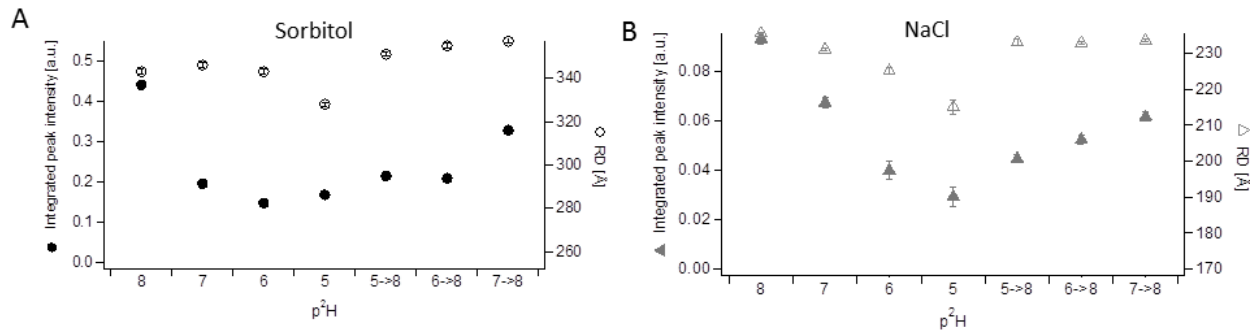 A
Sorbitol
Integrated peak intensity [a.u.]
0.5
0.4
0.3
0.2
0.1
0.0
340
300
280
260
RD [Å]
8 7 6 5 5->8 6->8 7->8
p²H
B
NaCl
Integrated peak intensity [a.u.]
0.08
0.06
0.04
0.02
0.00
230
220
210
200
190
180
170
RD [Å]
8 7 6 5 5->8 6->8 7->8
p²H